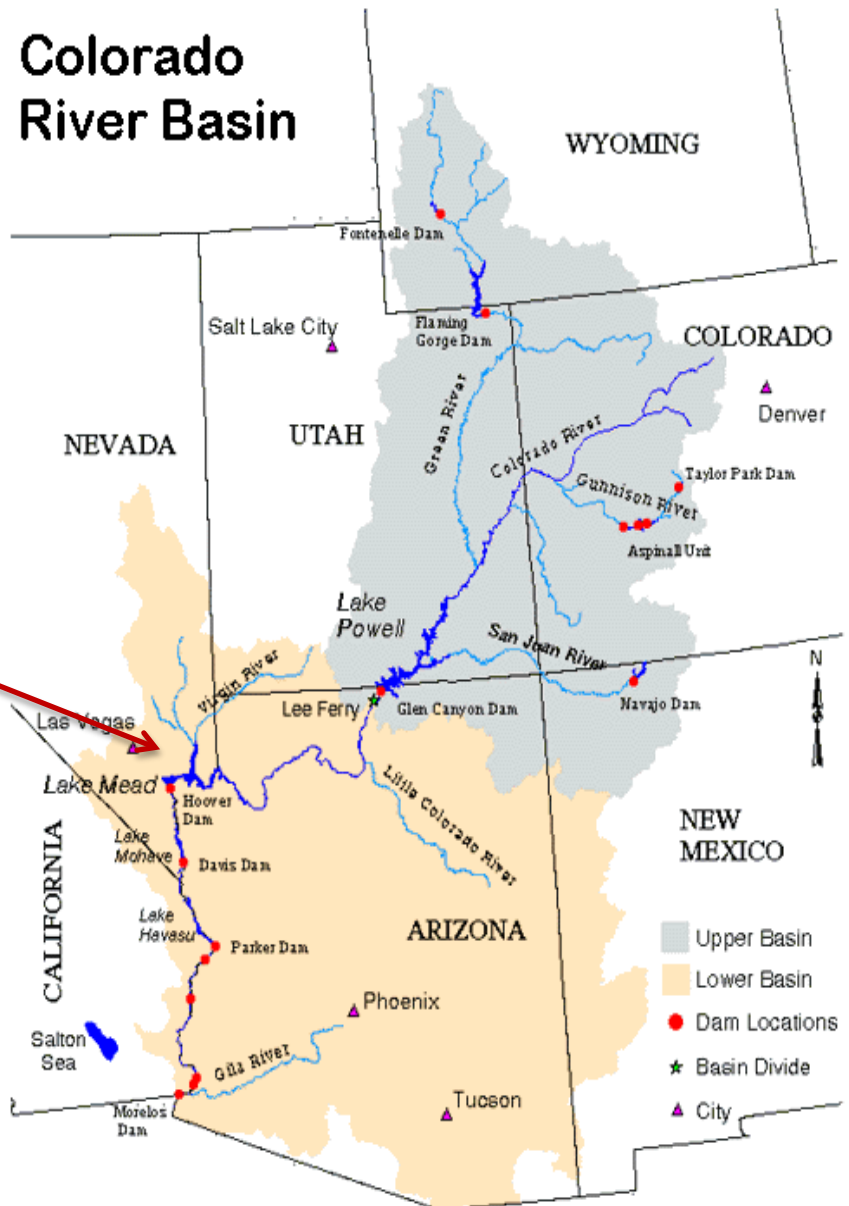 Colorado
River Basin
WYOMING
Fontenelle Dam
Salt Lake City
Flaming
Gorge Dam
COLORADO
Denver
NEVADA
UTAH
Green River
Colorado River
Gunnison River
Taylor Park Dam
Aspinall Unit
Lake
Powell
San Juan River
Virgin River
Lee Ferry
Glen Canyon Dam
Navajo Dam
N
Las Vegas
Lake Mead
Hoover
Dam
Little Colorado River
Lake
Mohave
Davis Dam
NEW
MEXICO
CALIFORNIA
Lake
Havasu
Parker Dam
ARIZONA
Phoenix
Salton
Sea
Gila River
Morelos
Dam
Tucson
Upper Basin
Lower Basin
Dam Locations
Basin Divide
City